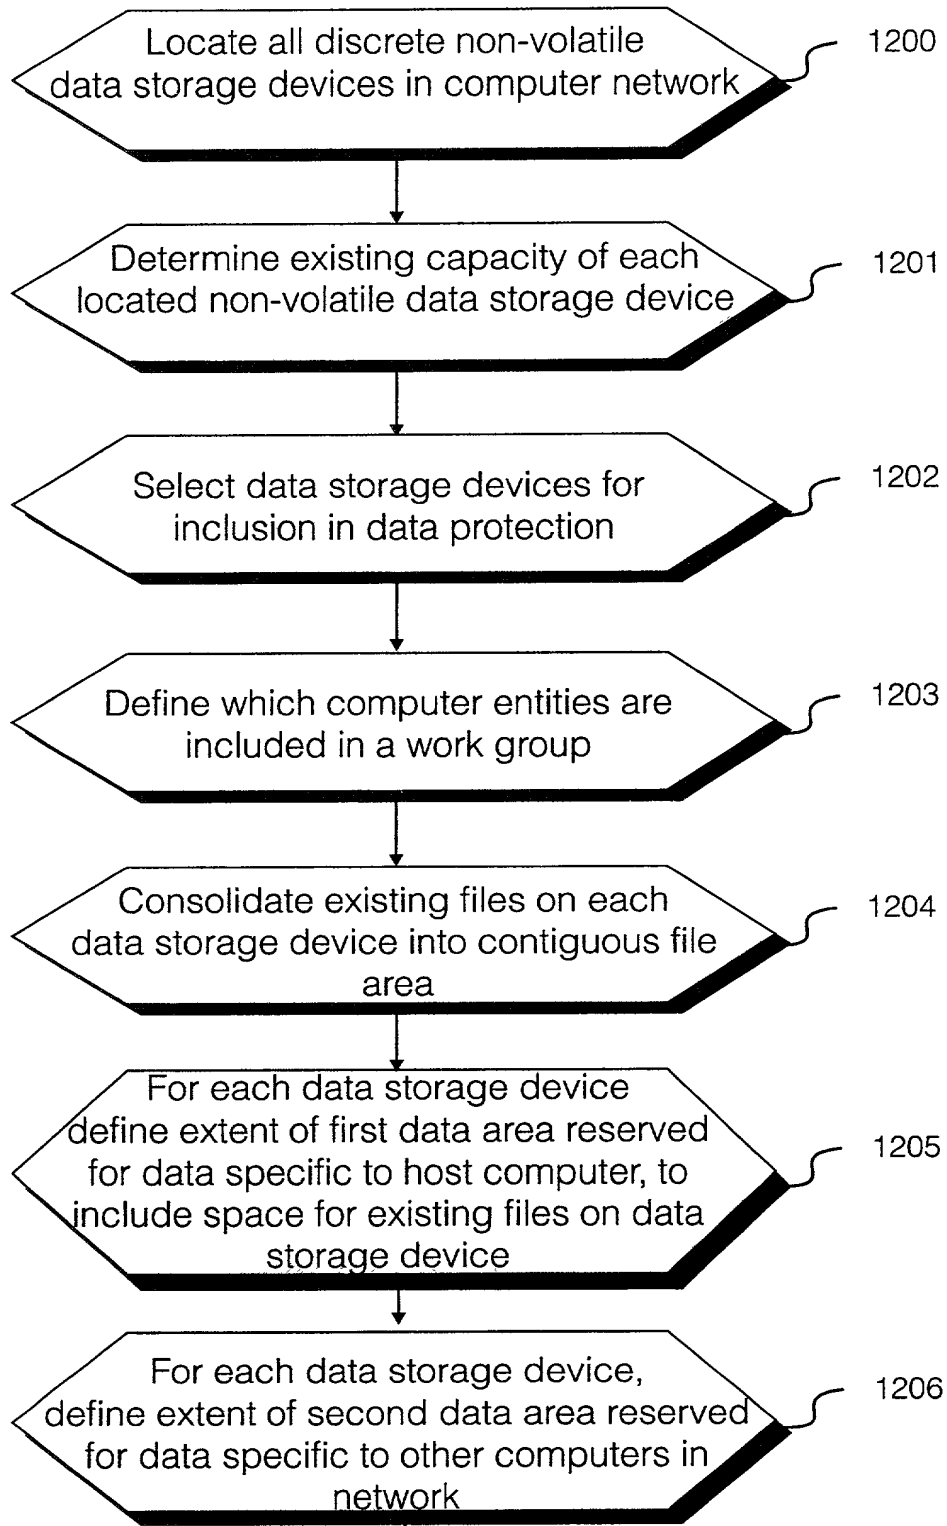 Locate all discrete non-volatile
data storage devices in computer network
1200
Determine existing capacity of each
located non-volatile data storage device
1201
Select data storage devices for
inclusion in data protection
1202
Define which computer entities are
included in a work group
1203
Consolidate existing files on each
data storage device into contiguous file
area
1204
For each data storage device
define extent of first data area reserved
for data specific to host computer, to
include space for existing files on data
storage device
1205
For each data storage device,
define extent of second data area reserved
for data specific to other computers in
network
1206